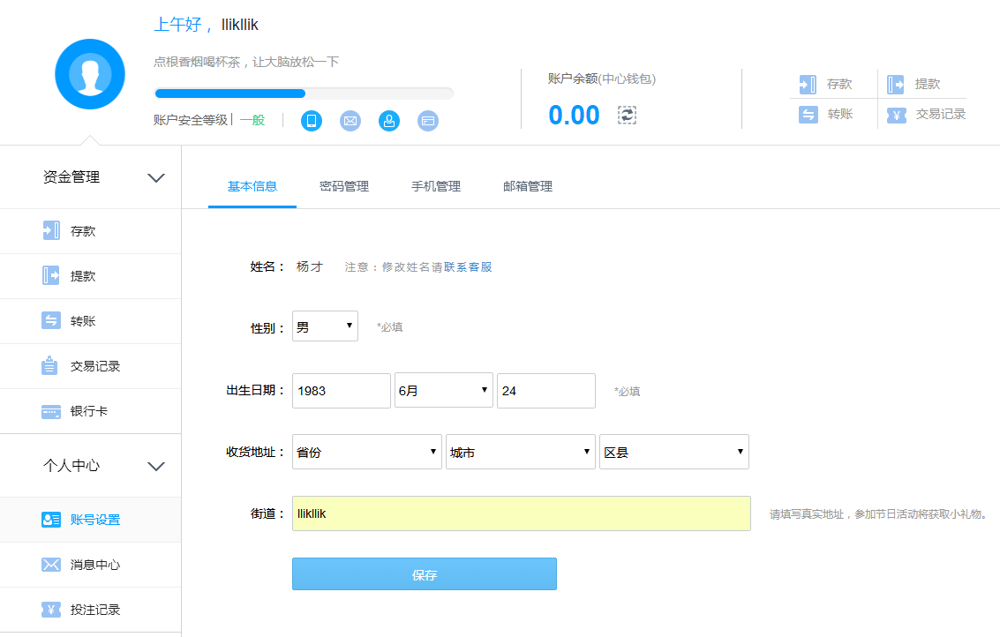 上午好， llikllik
点根香烟喝杯茶，让大脑放松一下
账户安全等级 一般
账户余额(中心钱包)
0.00
存款 提款
转账 交易记录
资金管理
存款
提款
转账
交易记录
银行卡
个人中心
账号设置
消息中心
投注记录
基本信息 密码管理 手机管理 邮箱管理
姓名： 杨才 注意：修改姓名请联系客服
性别： 男 *必填
出生日期： 1983 6月 24 *必填
收货地址： 省份 城市 区县
街道： llikllik 请填写真实地址，参加节日活动将获取小礼物。
保存